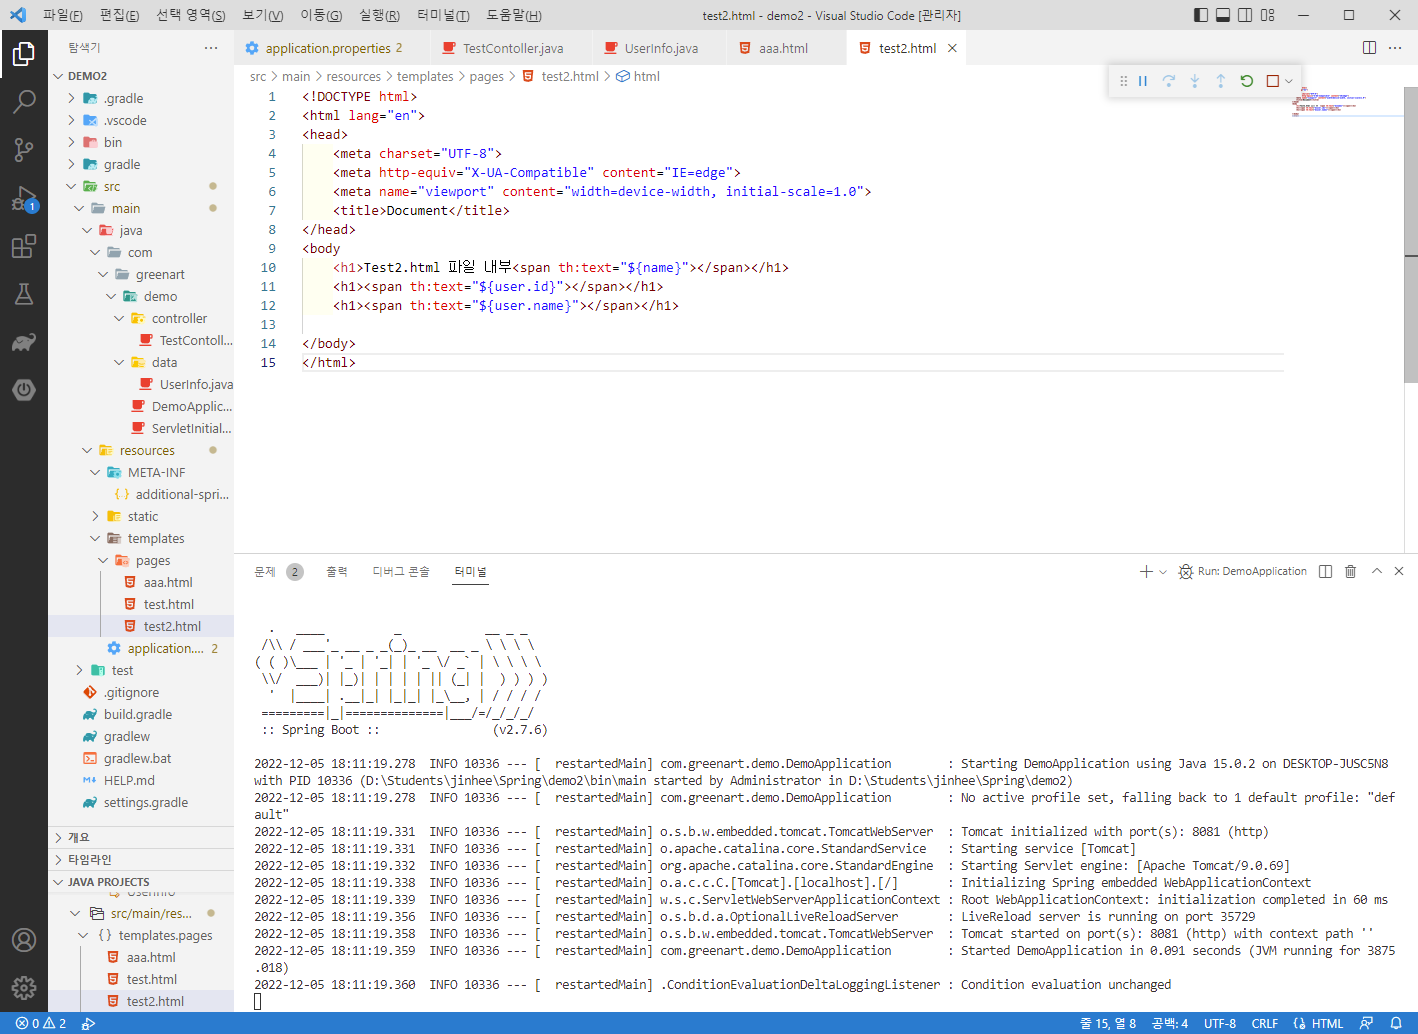 파일(F) 편집(E) 선택 영역(S) 보기(V) 이동(G) 실행(R) 터미널(T) 도움말(H) test2.html - demo2 - Visual Studio Code [관리자]
탐색기
DEMO2
.gradle
.vscode
bin
gradle
src
main
java
com
greenart
demo
controller
TestContoll...
data
UserInfo.java
DemoApplic...
ServletInitial...
resources
META-INF
additional-spri...
static
templates
pages
aaa.html
test.html
test2.html
application.... 2
test
.gitignore
build.gradle
gradlew
gradlew.bat
HELP.md
settings.gradle
개요
타임라인
JAVA PROJECTS
UserInfo
src/main/res...
templates.pages
aaa.html
test.html
test2.html
1
application.properties 2 TestContoller.java UserInfo.java aaa.html test2.html
src > main > resources > templates > pages > test2.html > html
1 <!DOCTYPE html>
2 <html lang="en">
3 <head>
4 <meta charset="UTF-8">
5 <meta http-equiv="X-UA-Compatible" content="IE=edge">
6 <meta name="viewport" content="width=device-width, initial-scale=1.0">
7 <title>Document</title>
8 </head>
9 <body
10 <h1>Test2.html 파일 내부<span th:text="${name}"></span></h1>
11 <h1><span th:text="${user.id}"></span></h1>
12 <h1><span th:text="${user.name}"></span></h1>
13
14 </body>
15 </html>
문제 2 출력 디버그 콘솔 터미널 Run: DemoApplication
:: Spring Boot :: (v2.7.6)
2022-12-05 18:11:19.278 INFO 10336 --- [ restartedMain] com.greenart.demo.DemoApplication : Starting DemoApplication using Java 15.0.2 on DESKTOP-JUSC5N8
with PID 10336 (D:\Students\jinhee\Spring\demo2\bin\main started by Administrator in D:\Students\jinhee\Spring\demo2)
2022-12-05 18:11:19.278 INFO 10336 --- [ restartedMain] com.greenart.demo.DemoApplication : No active profile set, falling back to 1 default profile: "def
ault"
2022-12-05 18:11:19.331 INFO 10336 --- [ restartedMain] o.s.b.w.embedded.tomcat.TomcatWebServer : Tomcat initialized with port(s): 8081 (http)
2022-12-05 18:11:19.331 INFO 10336 --- [ restartedMain] o.apache.catalina.core.StandardService : Starting service [Tomcat]
2022-12-05 18:11:19.332 INFO 10336 --- [ restartedMain] org.apache.catalina.core.StandardEngine : Starting Servlet engine: [Apache Tomcat/9.0.69]
2022-12-05 18:11:19.338 INFO 10336 --- [ restartedMain] o.a.c.c.C.[Tomcat].[localhost].[/] : Initializing Spring embedded WebApplicationContext
2022-12-05 18:11:19.339 INFO 10336 --- [ restartedMain] w.s.c.ServletWebServerApplicationContext : Root WebApplicationContext: initialization completed in 60 ms
2022-12-05 18:11:19.356 INFO 10336 --- [ restartedMain] o.s.b.d.a.OptionalLiveReloadServer : LiveReload server is running on port 35729
2022-12-05 18:11:19.358 INFO 10336 --- [ restartedMain] o.s.b.w.embedded.tomcat.TomcatWebServer : Tomcat started on port(s): 8081 (http) with context path ''
2022-12-05 18:11:19.359 INFO 10336 --- [ restartedMain] com.greenart.demo.DemoApplication : Started DemoApplication in 0.091 seconds (JVM running for 3875
.018)
2022-12-05 18:11:19.360 INFO 10336 --- [ restartedMain] .ConditionEvaluationDeltaLoggingListener : Condition evaluation unchanged
0 2 줄 15, 열 8 공백: 4 UTF-8 CRLF HTML